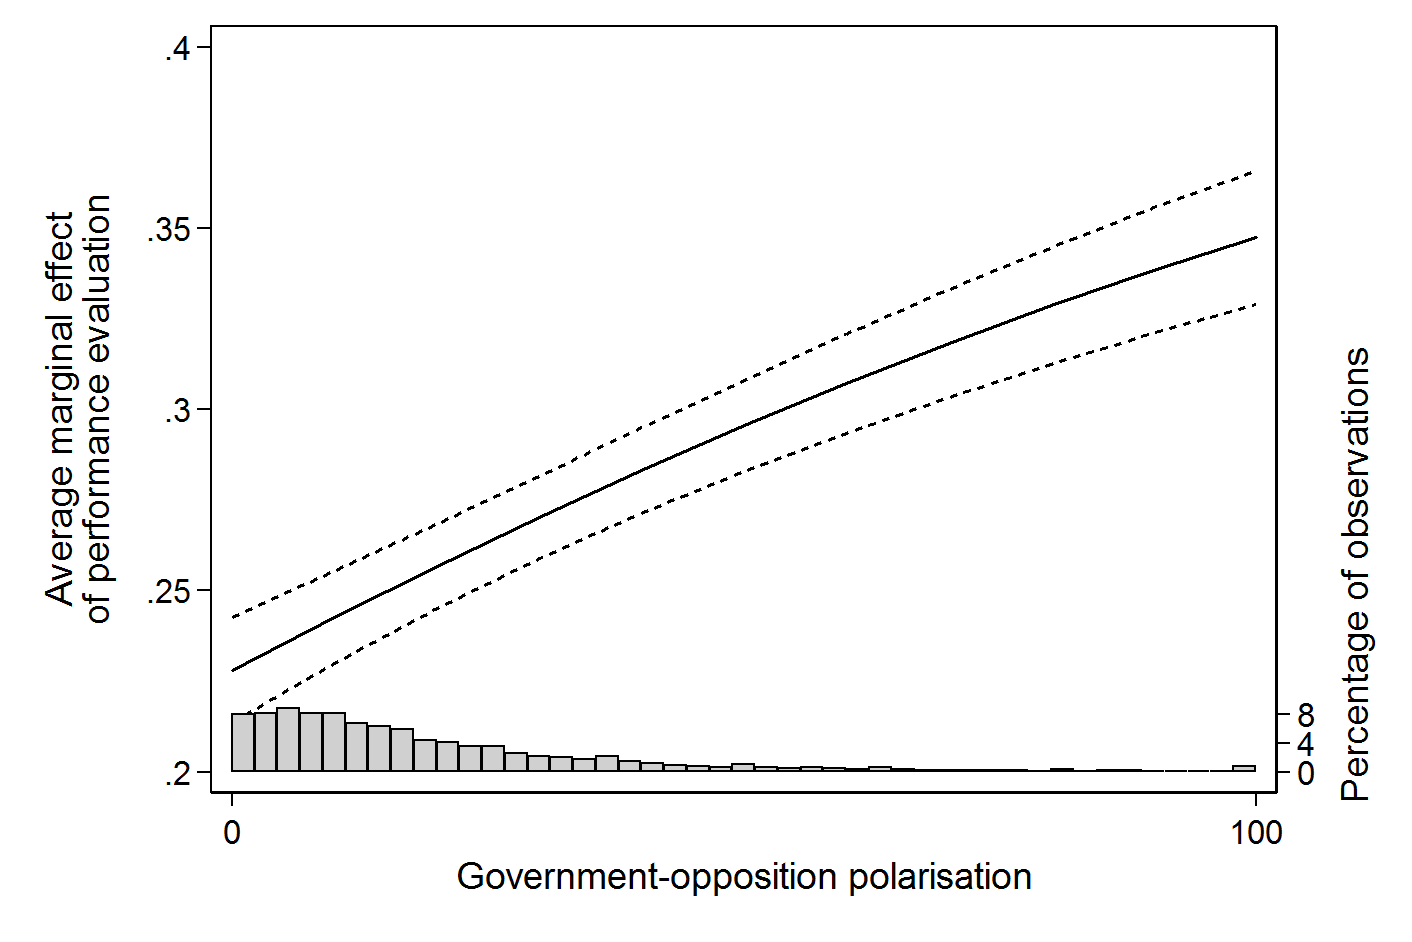 Average marginal effect
of performance evaluation
.4
.35
.3
.25
.2
8
4
0
Percentage of observations
0
100
Government-opposition polarisation